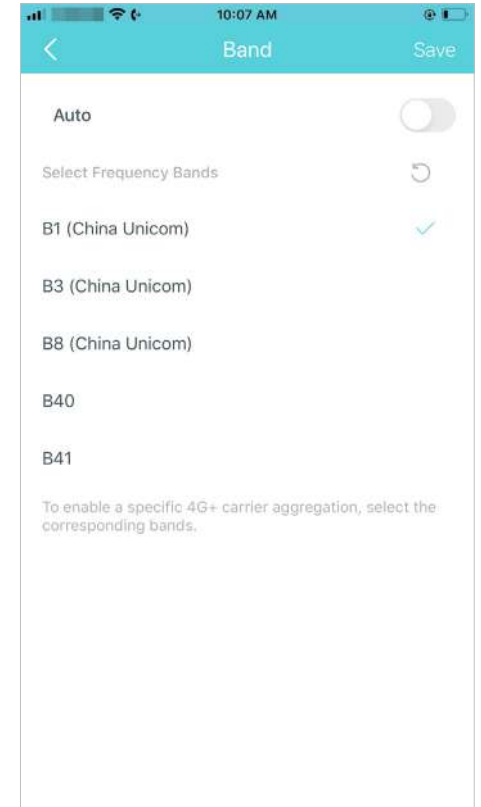 10:07 AM
Band
Save
Auto
Select Frequency Bands
B1 (China Unicom)
B3 (China Unicom)
B8 (China Unicom)
B40
B41
To enable a specific 4G+ carrier aggregation, select the
corresponding bands.